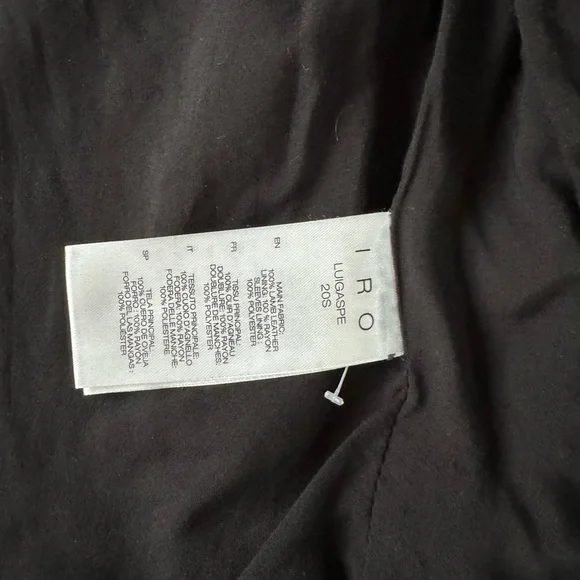 IRO
LUIGASPE
20S
EN
MAIN FABRIC:
100% LAMB LEATHER
LINING: 100% RAYON
SLEEVES LINING :
100% POLYESTER
FR
TISSU PRINCIPAL:
100% CUIR D'AGNEAU
DOUBLURE: 100% RAYON
DOUBLURE DE MANCHES:
100% POLYESTER
IT
TESSUTO PRINCIPALE:
100% CUOIO D'AGNELLO
FODERA: 100% RAYON
FODERA DELLE MANICHE:
100% POLIESTERE
SP
TELA PRINCIPAL:
100% CUERO DE OVEJA
FORRO: 100% RAYON
FORRO DE LAS MANGAS:
100% POLIESTER